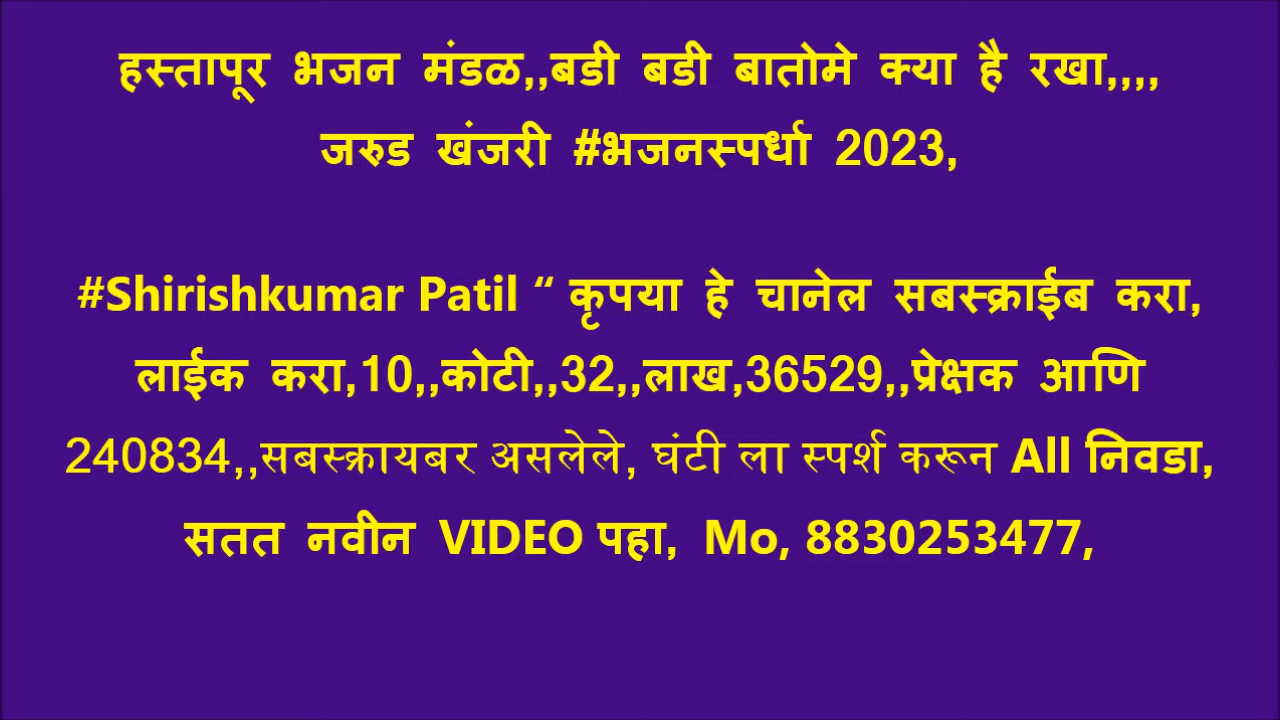 हस्तापूर भजन मंडळ,,बडी बडी बातोमे क्या है रखा,,,,
जरुड खंजरी #भजनस्पर्धा 2023,
#Shirishkumar Patil “ कृपया हे चानेल सबस्क्राईब करा,
लाईक करा,10,,कोटी,,32,,लाख,36529,,प्रेक्षक आणि
240834,,सबस्क्रायबर असलेले, घंटी ला स्पर्श करून All निवडा,
सतत नवीन VIDEO पहा, Mo, 8830253477,